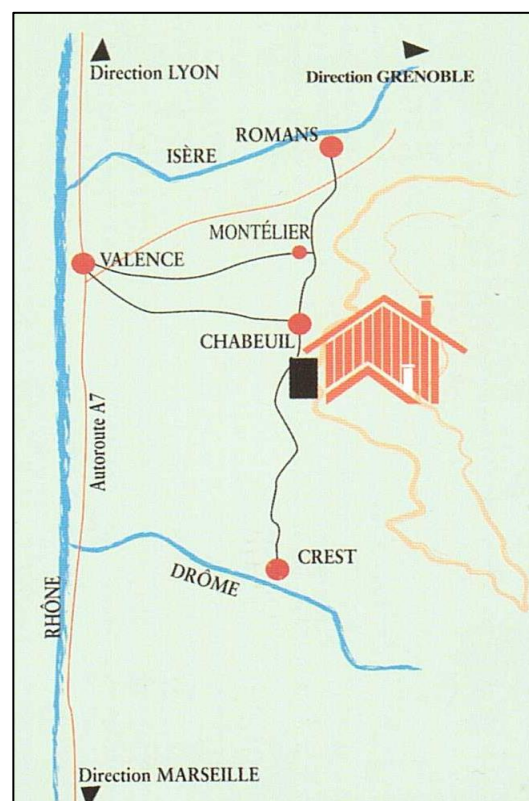 Direction LYON
Direction GRENOBLE
ROMANS
ISÈRE
MONTÉLIER
VALENCE
CHABEUIL
Autoroute A7
CREST
DRÔME
RHÔNE
Direction MARSEILLE